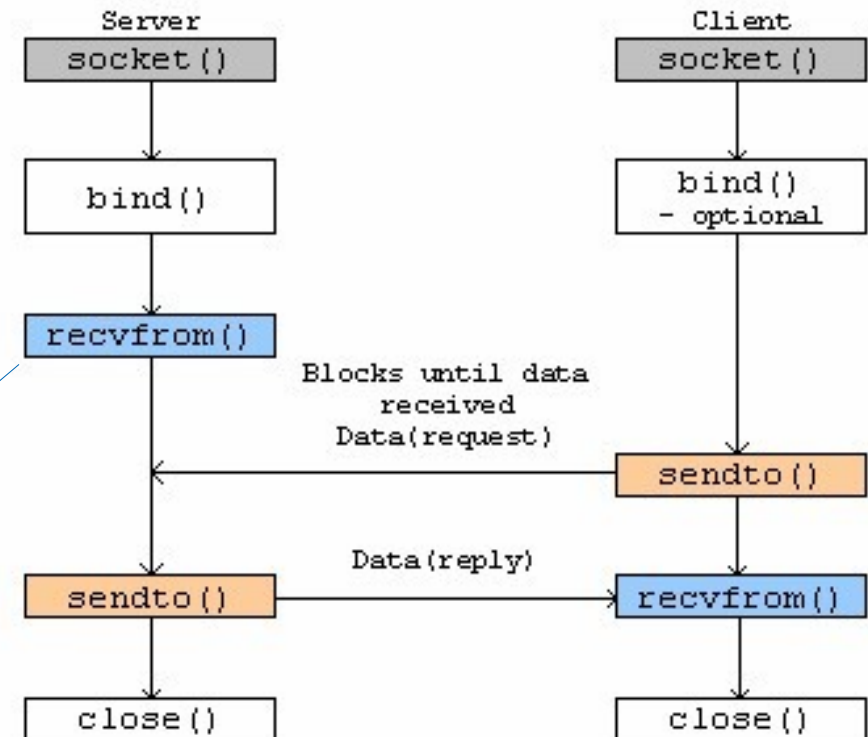 Server
socket()
bind()
recvfrom()
Blocks until data
received
Data(request)
sendto()
Data(reply)
close()
Client
socket()
bind()
- optional
sendto()
recvfrom()
close()